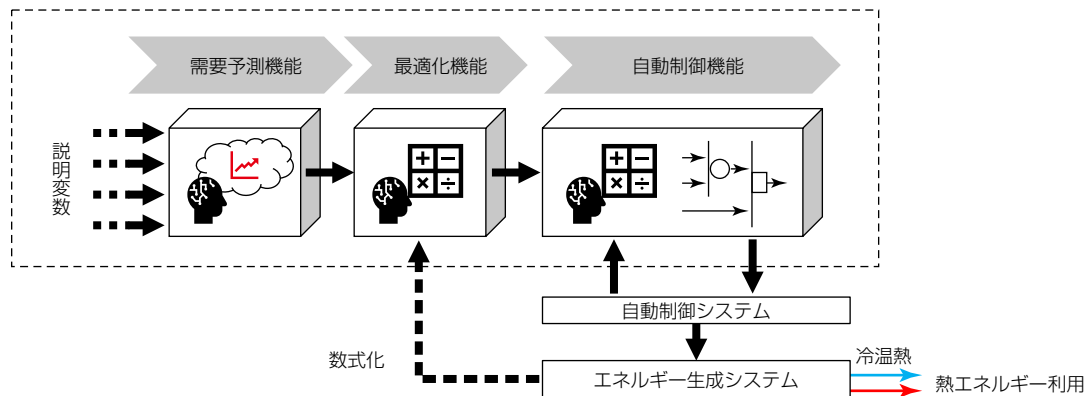 需要予測機能
最適化機能
自動制御機能
説明変数
+ −
× ÷
+ −
× ÷
自動制御システム
数式化
エネルギー生成システム
冷温熱
熱エネルギー利用